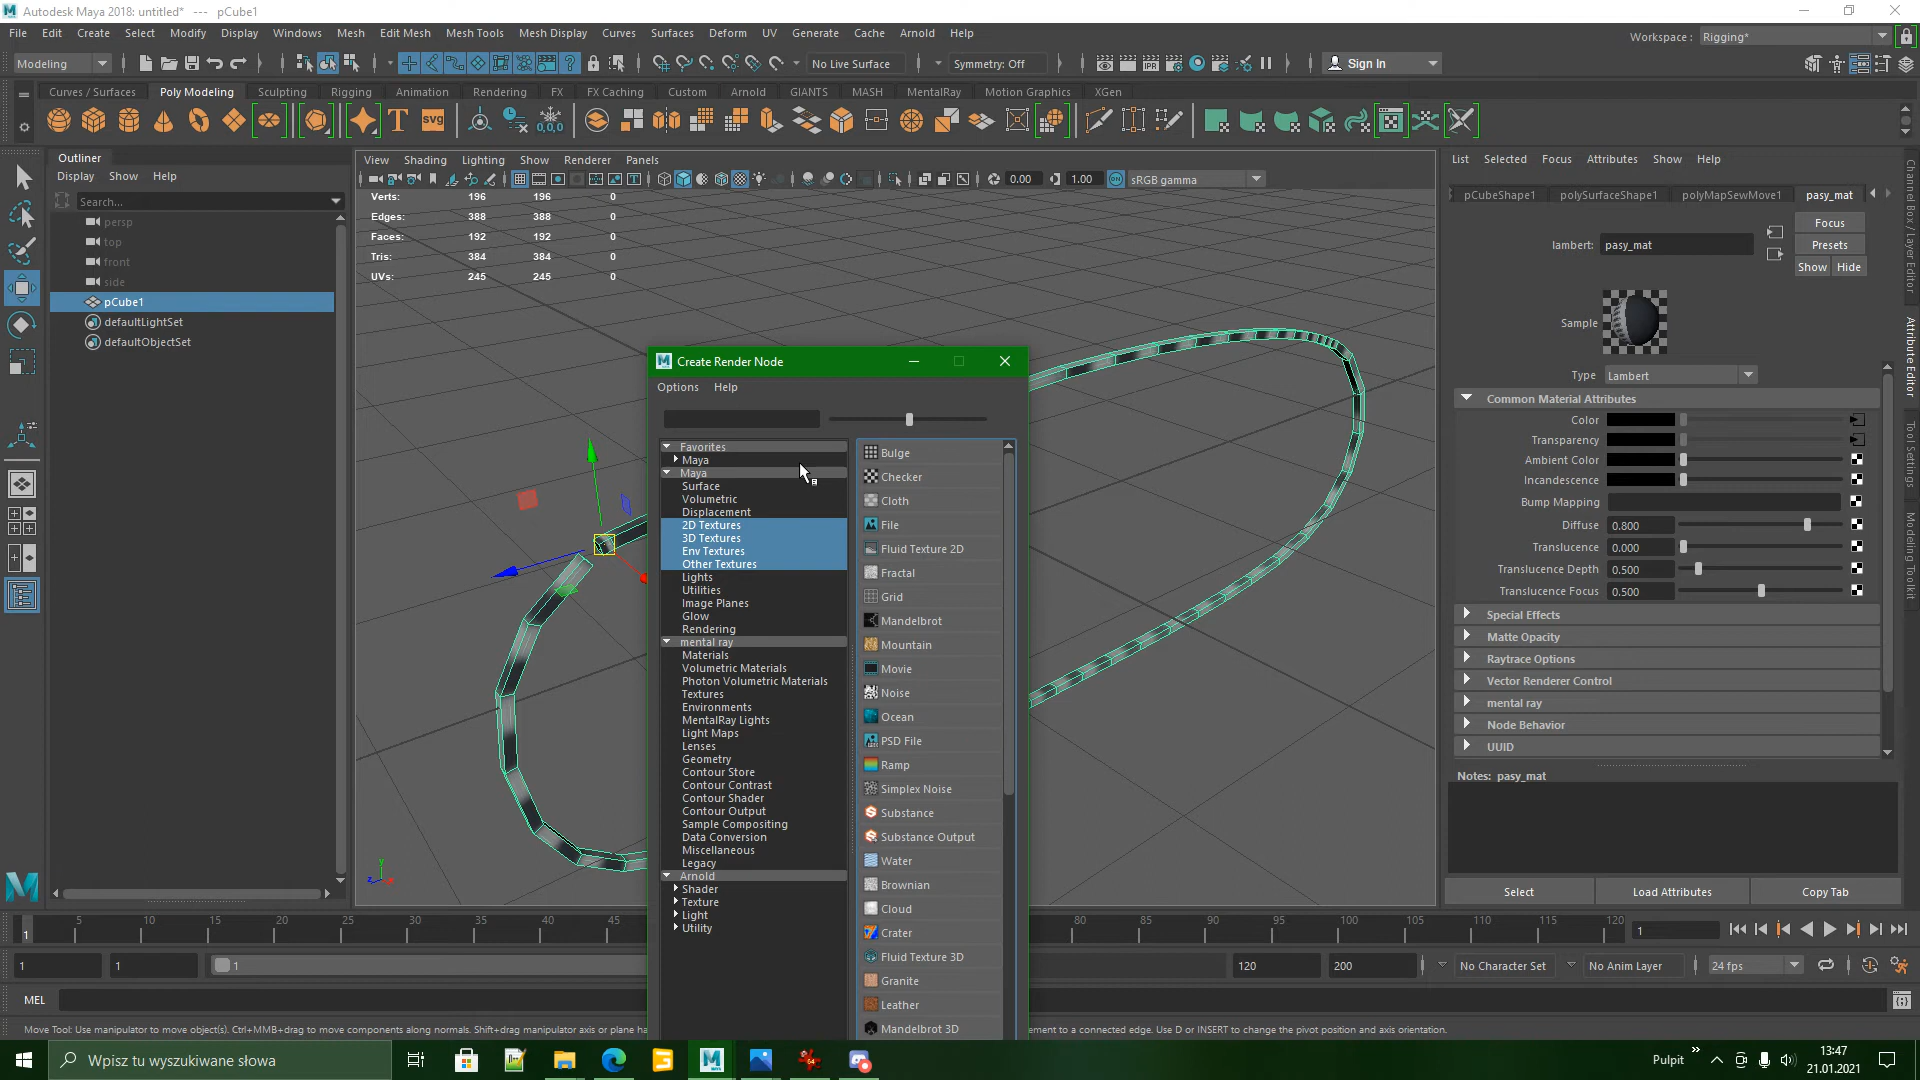 Autodesk Maya 2018: untitled* --- pCube1
File Edit Create Select Modify Display Windows Mesh Edit Mesh Mesh Tools Mesh Display Curves Surfaces Deform UV Generate Cache Arnold Help
Workspace : Rigging*
Modeling No Live Surface Symmetry: Off Sign In
Curves / Surfaces Poly Modeling Sculpting Rigging Animation Rendering FX FX Caching Custom Arnold GIANTS MASH MentalRay Motion Graphics XGen
T svg 0,0,0
Outliner
Display Show Help
Search...
persp
top
front
side
pCube1
defaultLightSet
defaultObjectSet
View Shading Lighting Show Renderer Panels
0.00 1.00 sRGB gamma
Verts: 196 196 0
Edges: 388 388 0
Faces: 192 192 0
Tris: 384 384 0
UVs: 245 245 0
Create Render Node
Options Help
Favorites
Maya
Maya
Surface
Volumetric
Displacement
2D Textures
3D Textures
Env Textures
Other Textures
Lights
Utilities
Image Planes
Glow
Rendering
mental ray
Materials
Volumetric Materials
Photon Volumetric Materials
Textures
Environments
MentalRay Lights
Light Maps
Lenses
Geometry
Contour Store
Contour Contrast
Contour Shader
Contour Output
Sample Compositing
Data Conversion
Miscellaneous
Legacy
Arnold
Shader
Texture
Light
Utility
Bulge
Checker
Cloth
File
Fluid Texture 2D
Fractal
Grid
Mandelbrot
Mountain
Movie
Noise
Ocean
PSD File
Ramp
Simplex Noise
Substance
Substance Output
Water
Brownian
Cloud
Crater
Fluid Texture 3D
Granite
Leather
Mandelbrot 3D
List Selected Focus Attributes Show Help
pCubeShape1 polySurfaceShape1 polyMapSewMove1 pasy_mat
lambert: pasy_mat
Focus
Presets
Show Hide
Sample
Type Lambert
Common Material Attributes
Color
Transparency
Ambient Color
Incandescence
Bump Mapping
Diffuse 0.800
Translucence 0.000
Translucence Depth 0.500
Translucence Focus 0.500
Special Effects
Matte Opacity
Raytrace Options
Vector Renderer Control
mental ray
Node Behavior
UUID
Notes: pasy_mat
Select Load Attributes Copy Tab
Channel Box / Layer Editor
Attribute Editor
Tool Settings
Modeling Toolkit
y
z x
1 5 10 15 20 25 30 35 40 45 80 85 90 95 100 105 110 115 120 1
1 1 1 120 200 No Character Set No Anim Layer 24 fps
MEL
Move Tool: Use manipulator to move object(s). Ctrl+MMB+drag to move components along normals. Shift+drag manipulator axis or plane ha ement to a connected edge. Use D or INSERT to change the pivot position and axis orientation.
Wpisz tu wyszukiwane słowa
Pulpit
13:47
21.01.2021